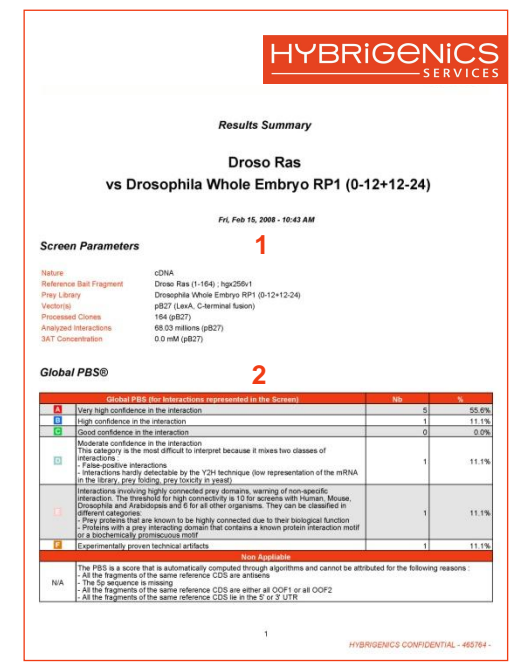 HYBRiGENiCS
SERVICES
Results Summary
Droso Ras
vs Drosophila Whole Embryo RP1 (0-12+12-24)
Fri, Feb 15, 2008 - 10:43 AM
1
Screen Parameters
Nature cDNA
Reference Bait Fragment Droso Ras (1-164) ; hgx256v1
Prey Library Drosophila Whole Embryo RP1 (0-12+12-24)
Vector(s) pB27 (LexA, C-terminal fusion)
Processed Clones 164 (pB27)
Analyzed Interactions 68.03 millions (pB27)
3AT Concentration 0.0 mM (pB27)
2
Global PBS®
Global PBS (for Interactions represented in the Screen) Nb %
A Very high confidence in the interaction 5 55.6%
B High confidence in the interaction 1 11.1%
C Good confidence in the interaction 0 0.0%
Moderate confidence in the interaction
This category is the most difficult to interpret because it mixes two classes of
interactions :
- False-positive interactions
D 1 11.1%
- Interactions hardly detectable by the Y2H technique (low representation of the mRNA
in the library, prey folding, prey toxicity in yeast)
Interactions involving highly connected prey domains, warning of non-specific
interaction. The threshold for high connectivity is 10 for screens with Human, Mouse,
Drosophila and Arabidopsis and 6 for all other organisms. They can be classified in
different categories:
E 1 11.1%
- Prey proteins that are known to be highly connected due to their biological function
- Proteins with a prey interacting domain that contains a known protein interaction motif
or a biochemically promiscuous motif
F Experimentally proven technical artifacts 1 11.1%
Non Appliable
The PBS is a score that is automatically computed through algorithms and cannot be attributed for the following reasons :
- All the fragments of the same reference CDS are antisens
N/A - The 5p sequence is missing
- All the fragments of the same reference CDS are either all OOF1 or all OOF2
- All the fragments of the same reference CDS lie in the 5' or 3' UTR
1
HYBRIGENICS CONFIDENTIAL - 465764 -